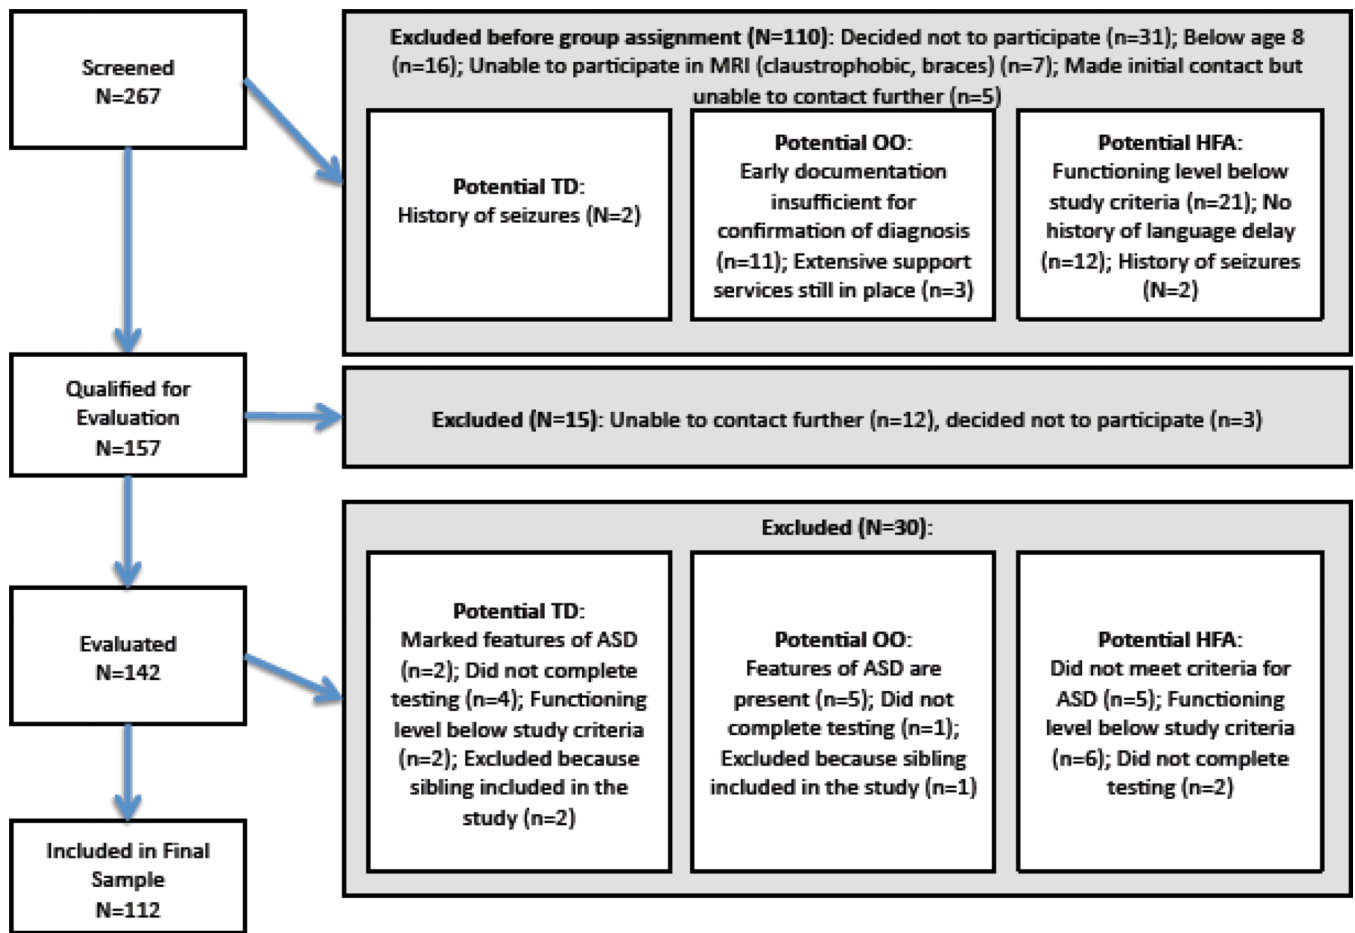 Screened
N=267
Excluded before group assignment (N=110): Decided not to participate (n=31); Below age 8
(n=16); Unable to participate in MRI (claustrophobic, braces) (n=7); Made initial contact but
unable to contact further (n=5)
Potential TD:
History of seizures (N=2)
Potential OO:
Early documentation
insufficient for
confirmation of diagnosis
(n=11); Extensive support
services still in place (n=3)
Potential HFA:
Functioning level below
study criteria (n=21); No
history of language delay
(n=12); History of seizures
(N=2)
Qualified for
Evaluation
N=157
Excluded (N=15): Unable to contact further (n=12), decided not to participate (n=3)
Evaluated
N=142
Excluded (N=30):
Potential TD:
Marked features of ASD
(n=2); Did not complete
testing (n=4); Functioning
level below study criteria
(n=2); Excluded because
sibling included in the
study (n=2)
Potential OO:
Features of ASD are
present (n=5); Did not
complete testing (n=1);
Excluded because sibling
included in the study (n=1)
Potential HFA:
Did not meet criteria for
ASD (n=5); Functioning
level below study criteria
(n=6); Did not complete
testing (n=2)
Included in Final
Sample
N=112